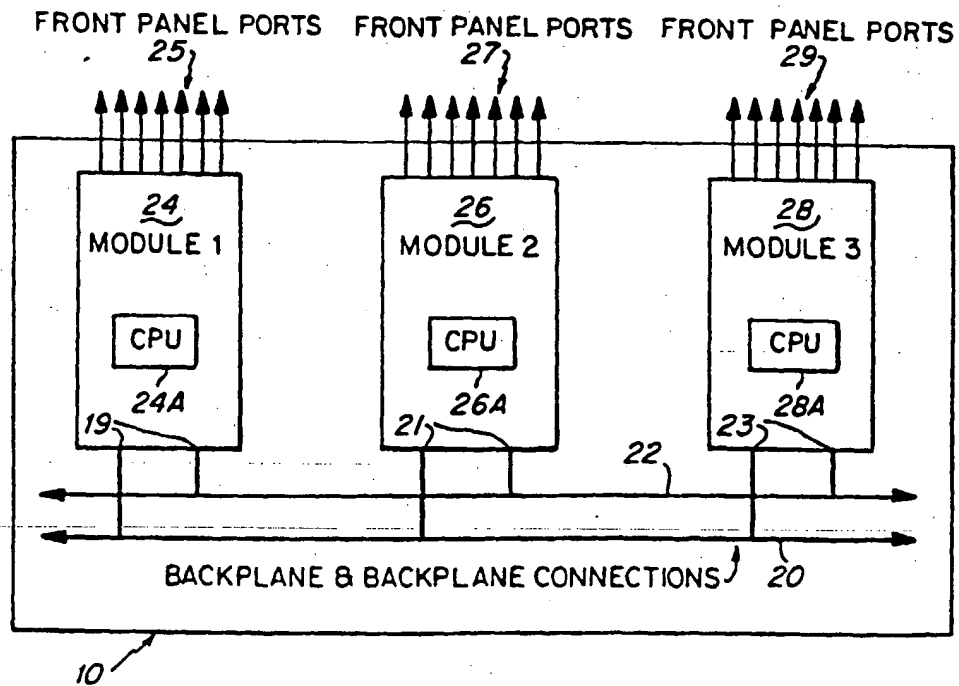 FRONT PANEL PORTS FRONT PANEL PORTS FRONT PANEL PORTS
25 27 29
24 26 28
MODULE 1 MODULE 2 MODULE 3
CPU CPU CPU
24A 26A 28A
19 21 23
22
BACKPLANE & BACKPLANE CONNECTIONS 20
10